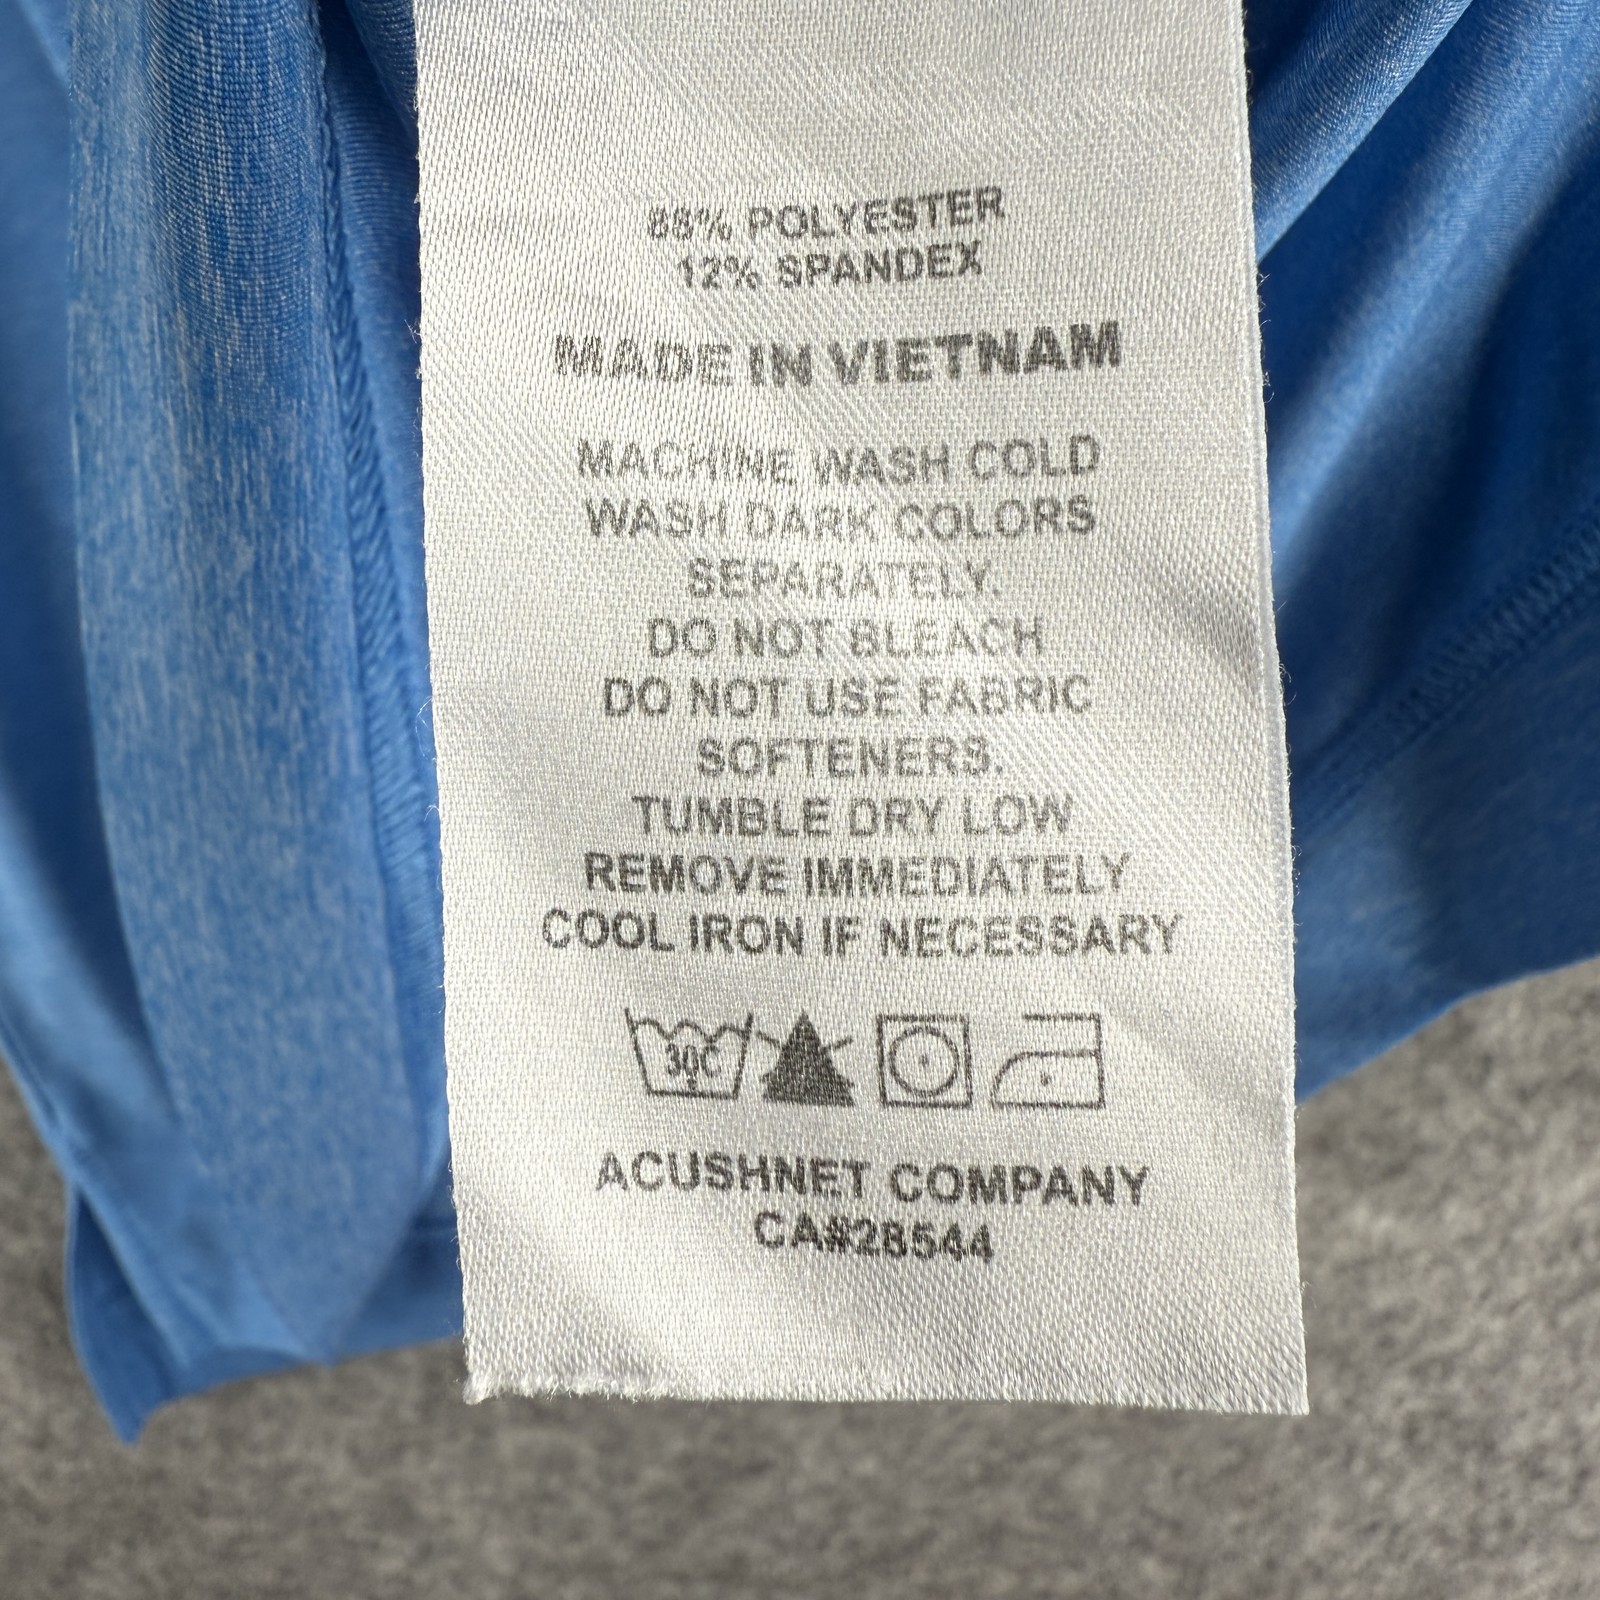 88% POLYESTER
12% SPANDEX
MADE IN VIETNAM
MACHINE WASH COLD
WASH DARK COLORS
SEPARATELY.
DO NOT BLEACH
DO NOT USE FABRIC
SOFTENERS.
TUMBLE DRY LOW
REMOVE IMMEDIATELY
COOL IRON IF NECESSARY
30C
ACUSHNET COMPANY
CA#28544